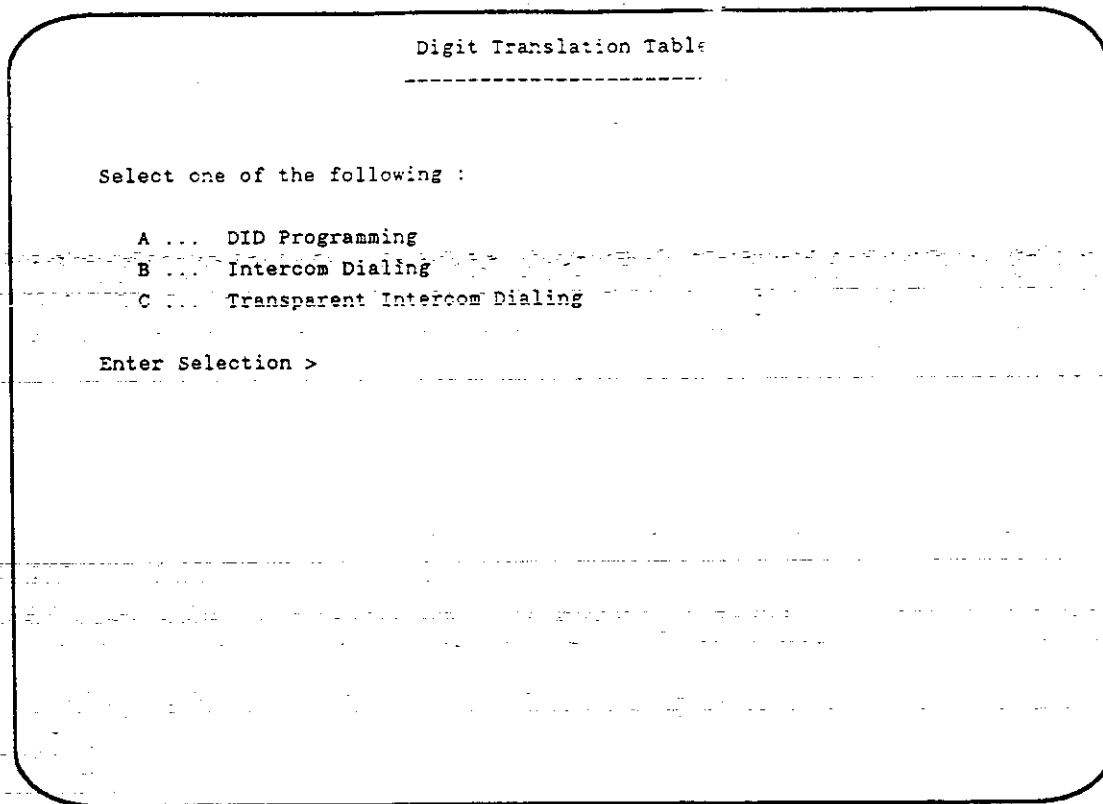 Digit Translation Table
-------------------------
Select one of the following :
A ... DID Programming
B ... Intercom Dialing
C ... Transparent Intercom Dialing
Enter Selection >